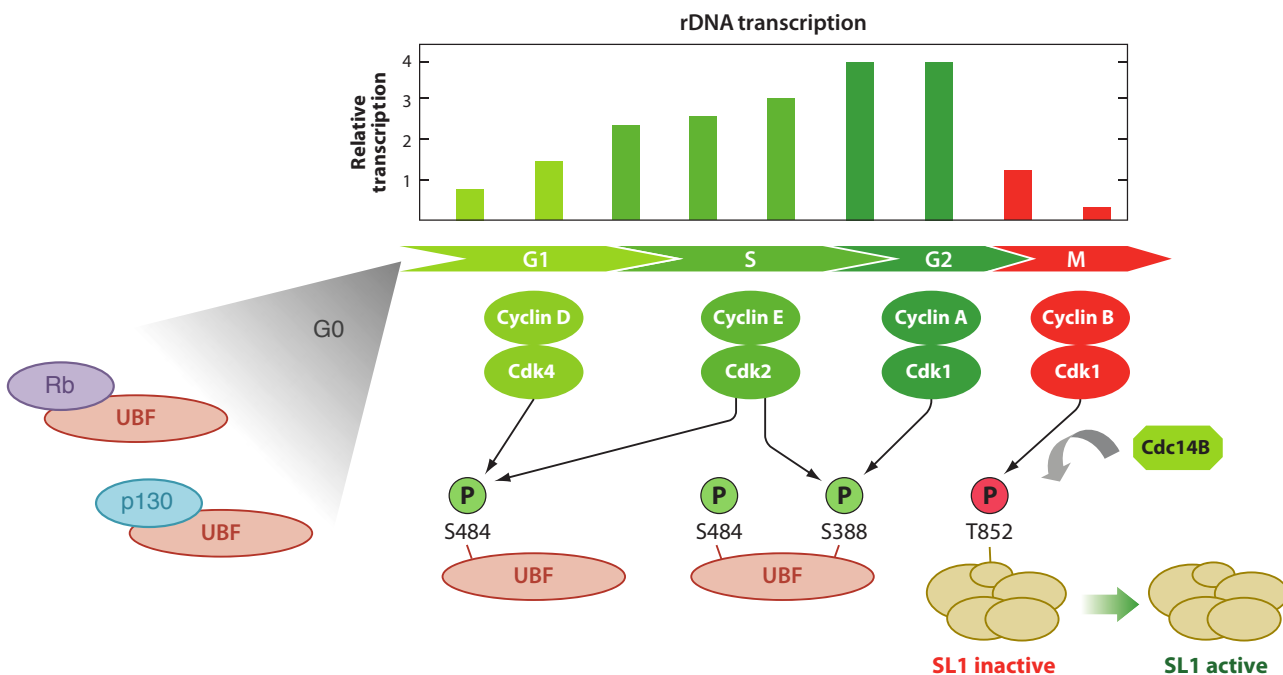 rDNA transcription
Relative
transcription
4
3
2
1
G1
S
G2
M
G0
Cyclin D
Cyclin E
Cyclin A
Cyclin B
Cdk4
Cdk2
Cdk1
Cdk1
Rb
UBF
p130
UBF
Cdc14B
P
P
P
P
S484
S484
S388
T852
UBF
UBF
SL1 inactive
SL1 active